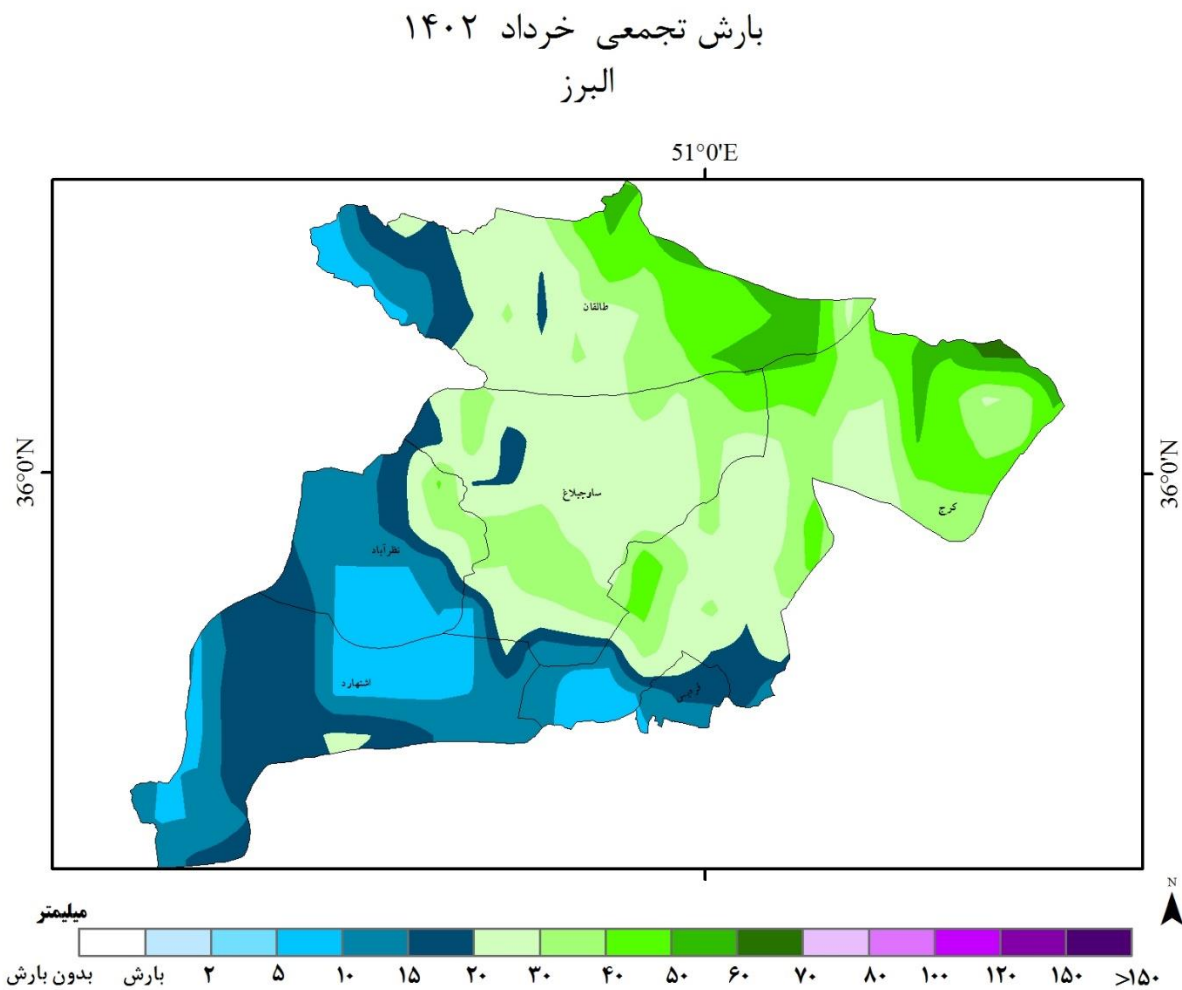 بارش تجمعی خرداد ۱۴۰۲
البرز
51°0'E
36°0'N
36°0'N
طالقان
ساوجبلاغ
کرج
نظرآباد
اشتهارد
فردیس
N
میلیمتر
بدون بارش بارش ۲ ۵ ۱۰ ۱۵ ۲۰ ۳۰ ۴۰ ۵۰ ۶۰ ۷۰ ۸۰ ۱۰۰ ۱۲۰ ۱۵۰ >۱۵۰